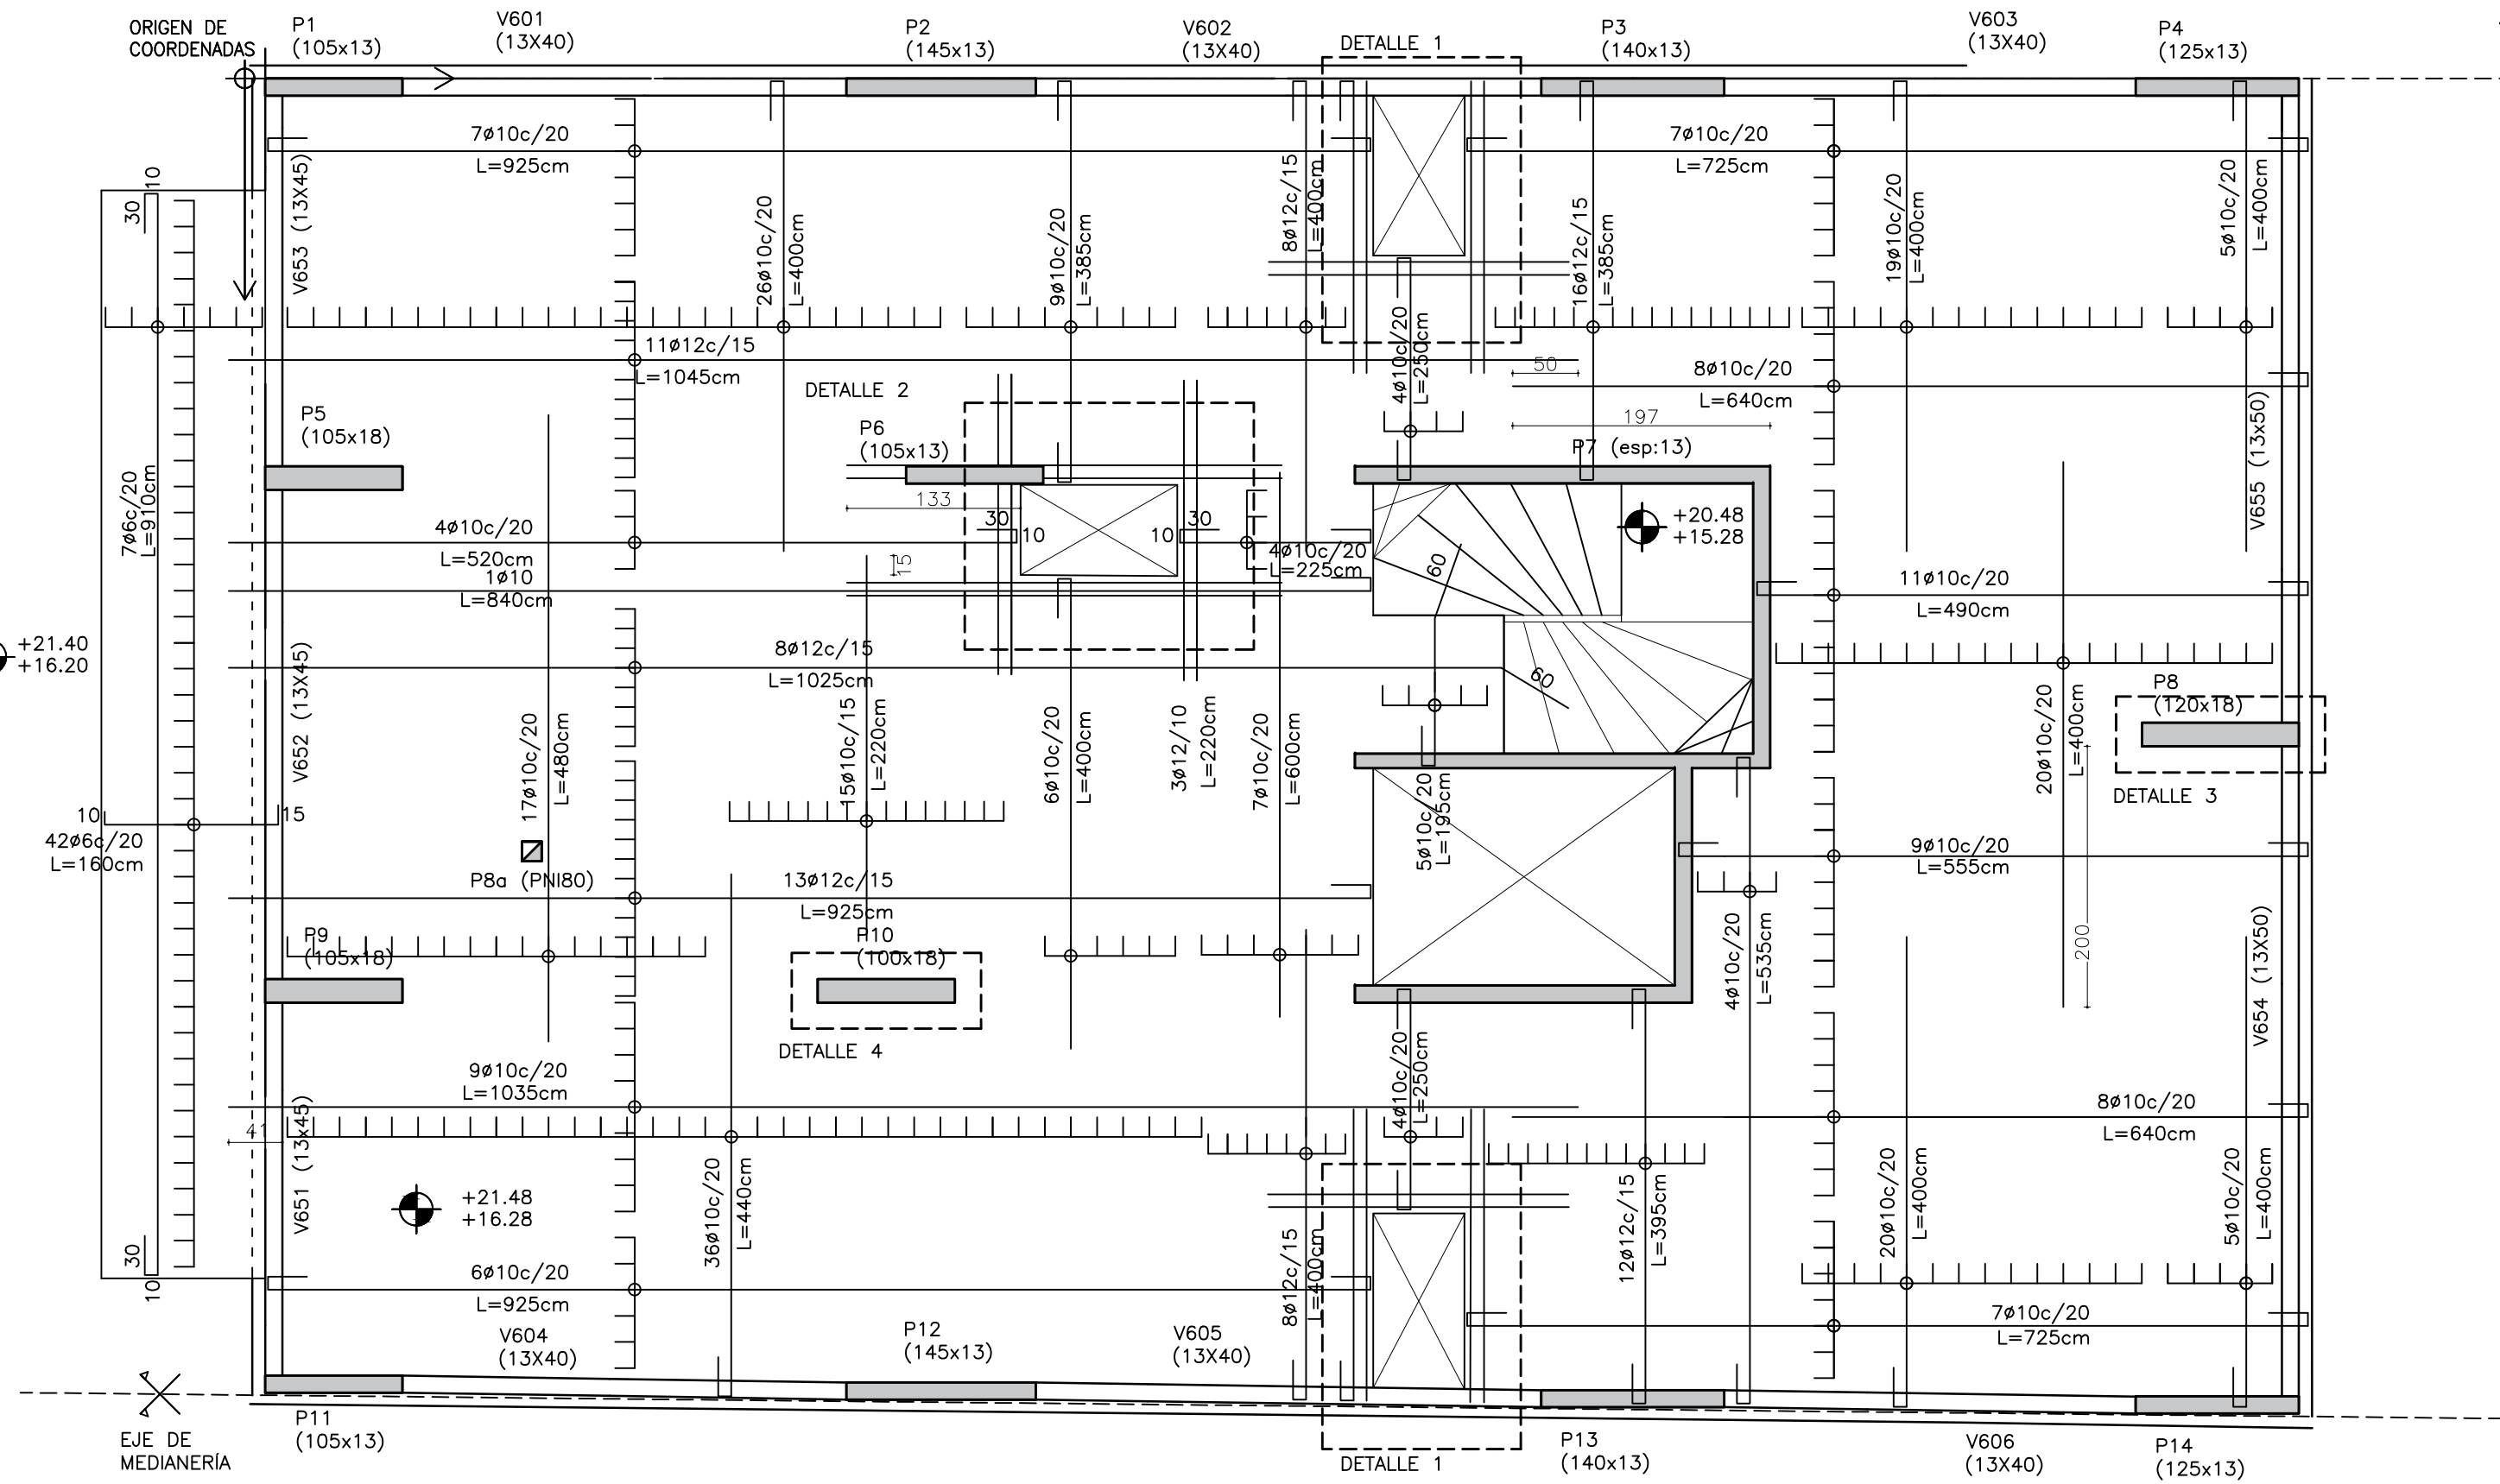 ORIGEN DE
COORDENADAS
P1
(105x13)
V601
(13X40)
P2
(145x13)
V602
(13X40)
DETALLE 1
P3
(140x13)
V603
(13X40)
P4
(125x13)
7ø10c/20
L=925cm
7ø10c/20
L=725cm
10
30
V653 (13X45)
26ø10c/20
L=400cm
9ø10c/20
L=385cm
8ø12c/15
L=400cm
16ø12c/15
L=385cm
19ø10c/20
L=400cm
5ø10c/20
L=400cm
11ø12c/15
L=1045cm
4ø10c/20
L=250cm
50
8ø10c/20
L=640cm
DETALLE 2
P5
(105x18)
P6
(105x13)
197
P7 (esp:13)
V655 (13x50)
7ø6c/20
L=910cm
133
30
10
30
10
4ø10c/20
L=520cm
1ø10
L=840cm
15
4ø10c/20
L=225cm
60
+20.48
+15.28
11ø10c/20
L=490cm
+21.40
+16.20
V652 (13X45)
8ø12c/15
L=1025cm
60
P8
(120x18)
DETALLE 3
17ø10c/20
L=480cm
15ø10c/15
L=220cm
6ø10c/20
L=400cm
3ø12/10
L=220cm
7ø10c/20
L=600cm
20ø10c/20
L=400cm
10
15
42ø6c/20
L=160cm
5ø10c/20
L=195cm
9ø10c/20
L=555cm
P8a (PNI80)
13ø12c/15
L=925cm
P9
(105x18)
P10
(100x18)
DETALLE 4
4ø10c/20
L=535cm
200
V654 (13X50)
9ø10c/20
L=1035cm
4ø10c/20
L=250cm
8ø10c/20
L=640cm
41
V651 (13x45)
+21.48
+16.28
36ø10c/20
L=440cm
8ø12c/15
L=400cm
12ø12c/15
L=395cm
20ø10c/20
L=400cm
5ø10c/20
L=400cm
30
10
6ø10c/20
L=925cm
7ø10c/20
L=725cm
V604
(13X40)
P12
(145x13)
V605
(13X40)
P11
(105x13)
EJE DE
MEDIANERÍA
DETALLE 1
P13
(140x13)
V606
(13X40)
P14
(125x13)